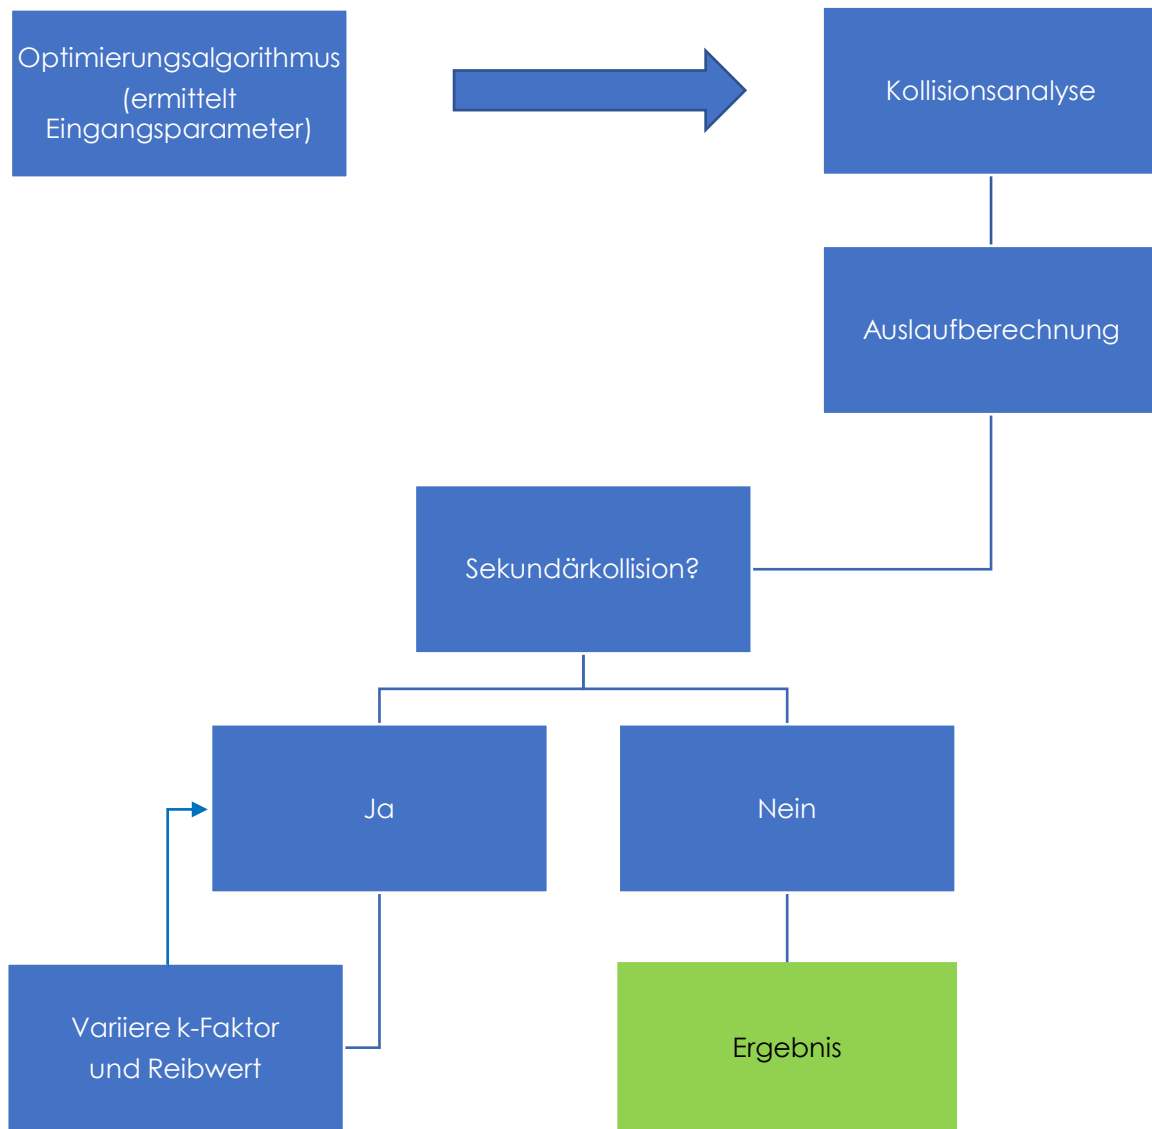 Optimierungsalgorithmus
(ermittelt
Eingangsparameter)
Kollisionsanalyse
Auslaufberechnung
Sekundärkollision?
Ja
Nein
Variiere k-Faktor
und Reibwert
Ergebnis